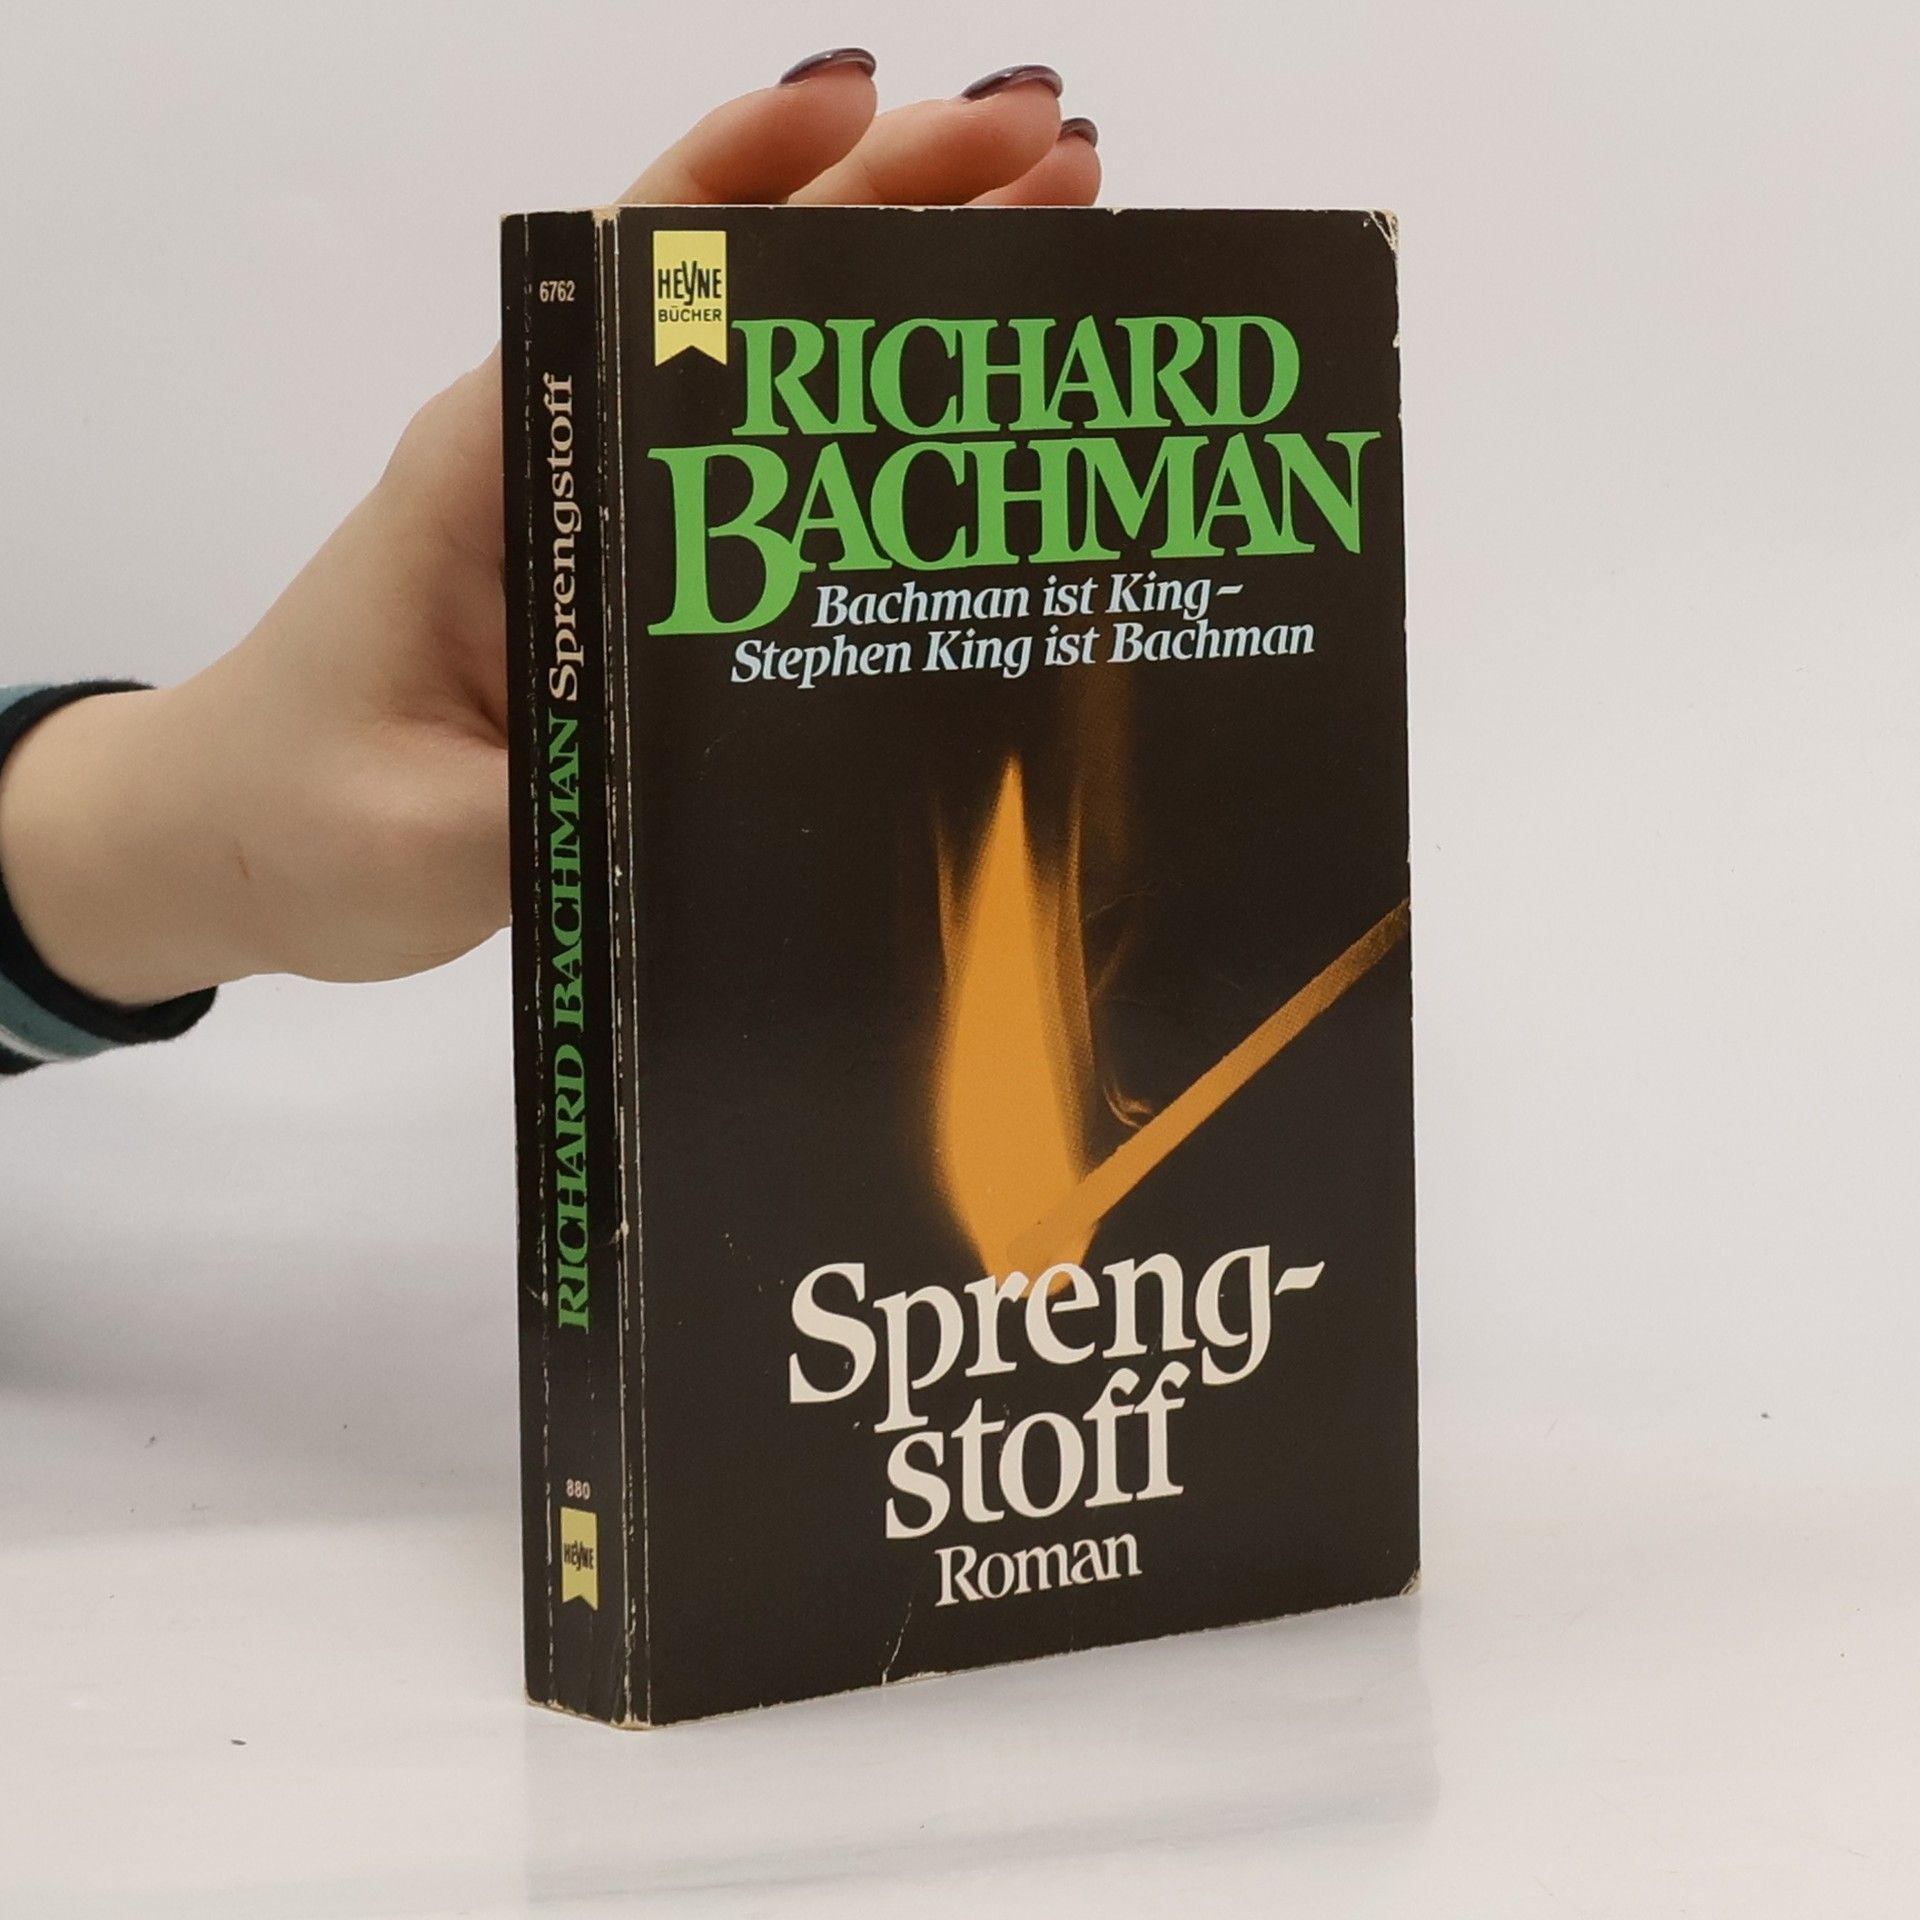 HEYNE
BÜCHER
RICHARD
BACHMAN
Bachman ist King–
Stephen King ist Bachman
Spreng-
stoff
Roman
6762
RICHARD BACHMAN Sprengstoff
880
HEYNE